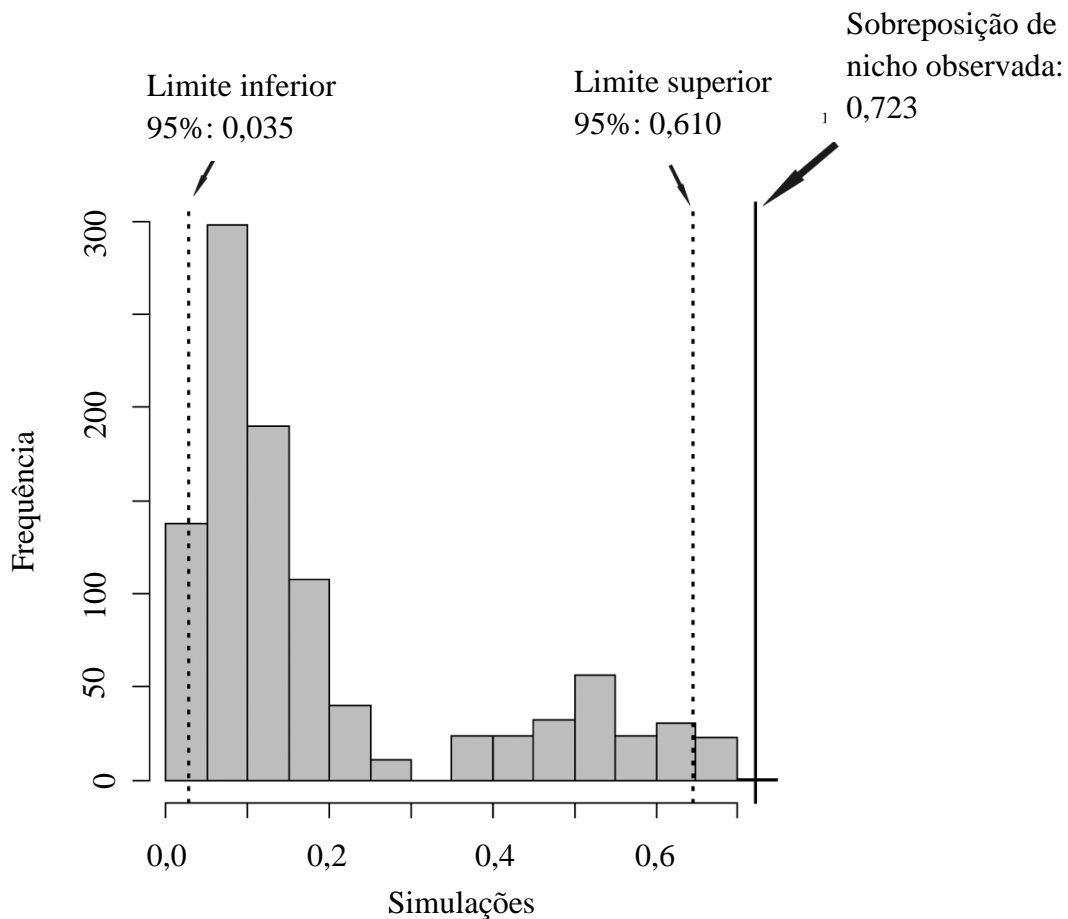 Sobreposição de
nicho observada:
0,723
Limite inferior
95%: 0,035
Limite superior
95%: 0,610
1
300
200
100
50
0
Frequência
0,0
0,2
0,4
0,6
Simulações